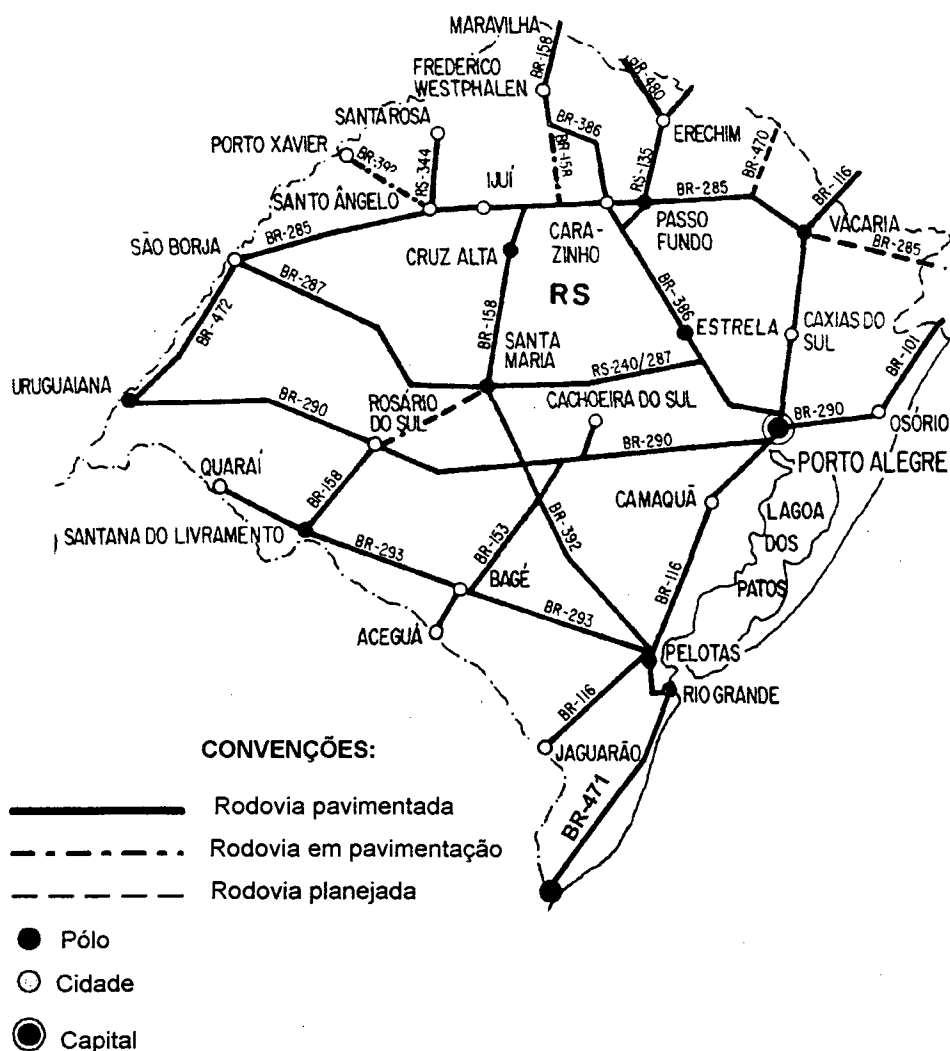 MARAVILHA
BR-158
FREDERICO
WESTPHALEN
BR-480
SANTA ROSA
BR-386
ERECHIM
PORTO XAVIER
BR-392
RS-344
IJUÍ
BR-158
RS-135
BR-470
BR-116
SANTO ÂNGELO
BR-285
BR-285
CARA-
ZINHO
PASSO
FUNDO
VACARIA
BR-285
SÃO BORJA
CRUZ ALTA
BR-287
RS
BR-386
BR-472
BR-158
ESTRELA
CAXIAS DO
SUL
BR-101
SANTA
MARIA
RS-240/287
URUGUAIANA
BR-290
ROSÁRIO
DO SUL
CACHOEIRA DO SUL
BR-290
OSÓRIO
BR-290
QUARAÍ
PORTO ALEGRE
BR-158
CAMAQUÃ
LAGOA
DOS
PATOS
SANTANA DO LIVRAMENTO
BR-293
BR-153
BR-392
BR-116
BAGÉ
BR-293
ACEGUÁ
PELOTAS
RIO GRANDE
BR-116
JAGUARÃO
BR-471
CONVENÇÕES:
Rodovia pavimentada
Rodovia em pavimentação
Rodovia planejada
Pólo
Cidade
Capital